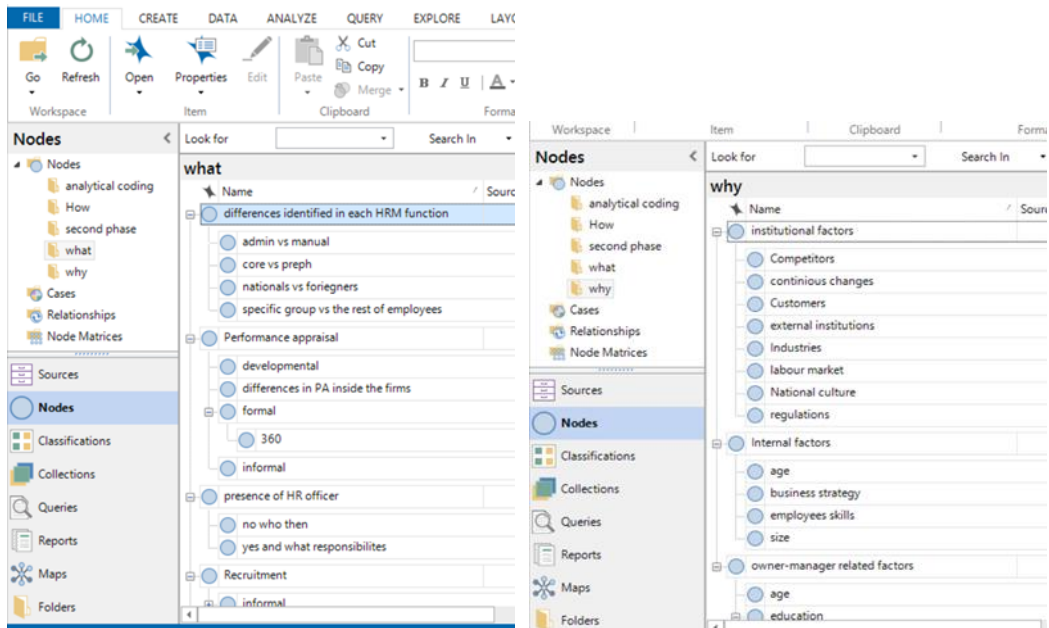 FILE HOME CREATE DATA ANALYZE QUERY EXPLORE LAYO
Go Refresh Open Properties Edit Paste Cut
Copy
Merge
B I U A
Workspace Item Clipboard Forma
Nodes
Look for Search In
Nodes
analytical coding
How
second phase
what
why
Cases
Relationships
Node Matrices
Sources
Nodes
Classifications
Collections
Queries
Reports
Maps
Folders
what
Name Sourc
differences identified in each HRM function
admin vs manual
core vs preph
nationals vs foriegners
specific group vs the rest of employees
Performance appraisal
developmental
differences in PA inside the firms
formal
360
informal
presence of HR officer
no who then
yes and what responsibilites
Recruitment
informal
Workspace Item Clipboard Forma
Nodes
Look for Search In
Nodes
analytical coding
How
second phase
what
why
Cases
Relationships
Node Matrices
Sources
Nodes
Classifications
Collections
Queries
Reports
Maps
Folders
why
Name Sourc
institutional factors
Competitors
continious changes
Customers
external institutions
Industries
labour market
National culture
regulations
Internal factors
age
business strategy
employees skills
size
owner-manager related factors
age
education